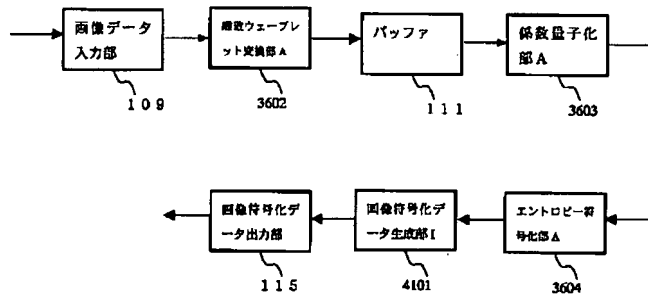 画像データ
入力部
離散ウェーブレ
ット変換部A
バッファ
係数量子化
部A
109
3602
111
3603
画像符号化デ
ータ出力部
画像符号化デ
ータ生成部I
エントロピー符
号化部A
115
4101
3604